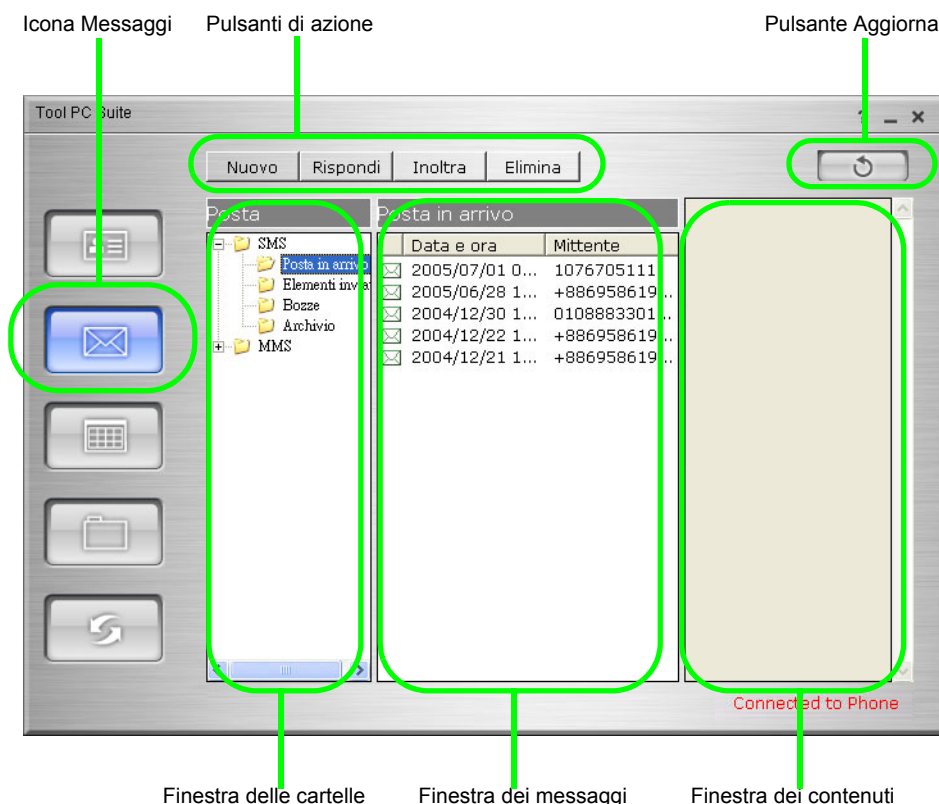 Icona Messaggi Pulsanti di azione Pulsante Aggiorna
Tool PC Suite
Nuovo Rispondi Inoltra Elimina
Posta Posta in arrivo
SMS
Posta in arrivo
Elementi invia
Bozze
Archivio
MMS
Data e ora Mittente
2005/07/01 0... 1076705111
2005/06/28 1... +886958619...
2004/12/30 1... 0108883301...
2004/12/22 1... +886958619...
2004/12/21 1... +886958619...
Connected to Phone
Finestra delle cartelle Finestra dei messaggi Finestra dei contenuti